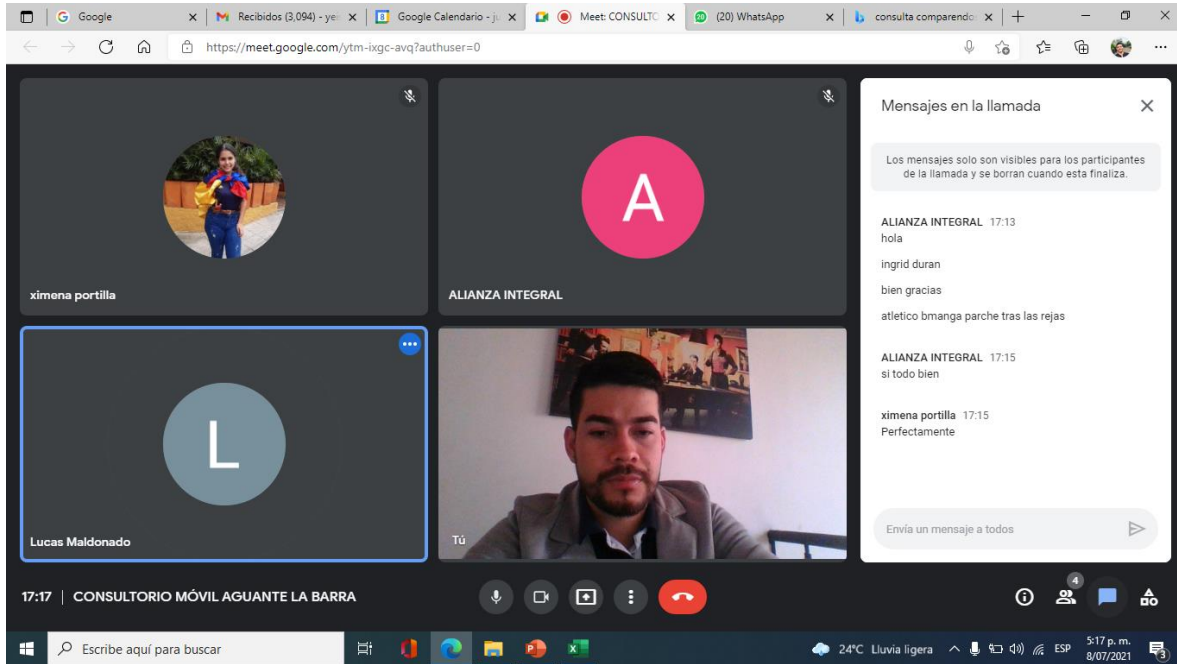 Google
Recibidos (3,094) - yei
Google Calendario - ju
Meet: CONSULTO
(20) WhatsApp
consulta comparendo
https://meet.google.com/ytm-ixgc-avq?authuser=0
ximena portilla
A
ALIANZA INTEGRAL
L
Lucas Maldonado
Tú
Mensajes en la llamada
Los mensajes solo son visibles para los participantes
de la llamada y se borran cuando esta finaliza.
ALIANZA INTEGRAL 17:13
hola
ingrid duran
bien gracias
atletico bmanga parche tras las rejas
ALIANZA INTEGRAL 17:15
si todo bien
ximena portilla 17:15
Perfectamente
Envía un mensaje a todos
17:17 | CONSULTORIO MÓVIL AGUANTE LA BARRA
4
Escribe aquí para buscar
24°C Lluvia ligera
ESP
5:17 p. m.
8/07/2021
3